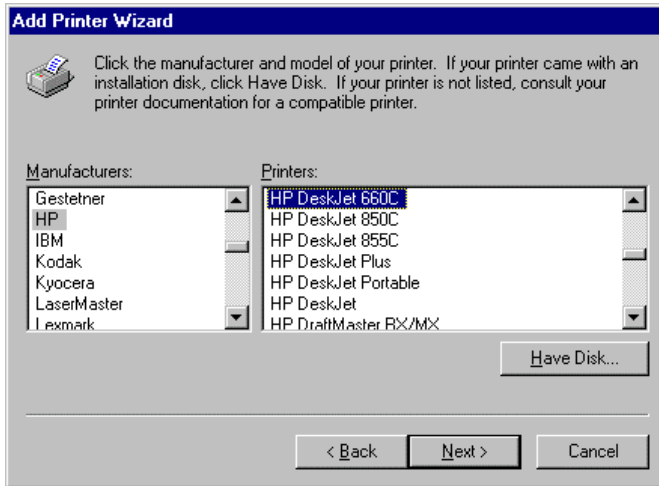 Add Printer Wizard
Click the manufacturer and model of your printer. If your printer came with an
installation disk, click Have Disk. If your printer is not listed, consult your
printer documentation for a compatible printer.
Manufacturers:
Gestetner
HP
IBM
Kodak
Kyocera
LaserMaster
Lexmark
Printers:
HP DeskJet 660C
HP DeskJet 850C
HP DeskJet 855C
HP DeskJet Plus
HP DeskJet Portable
HP DeskJet
HP DraftMaster RX/MX
Have Disk...
< Back
Next >
Cancel